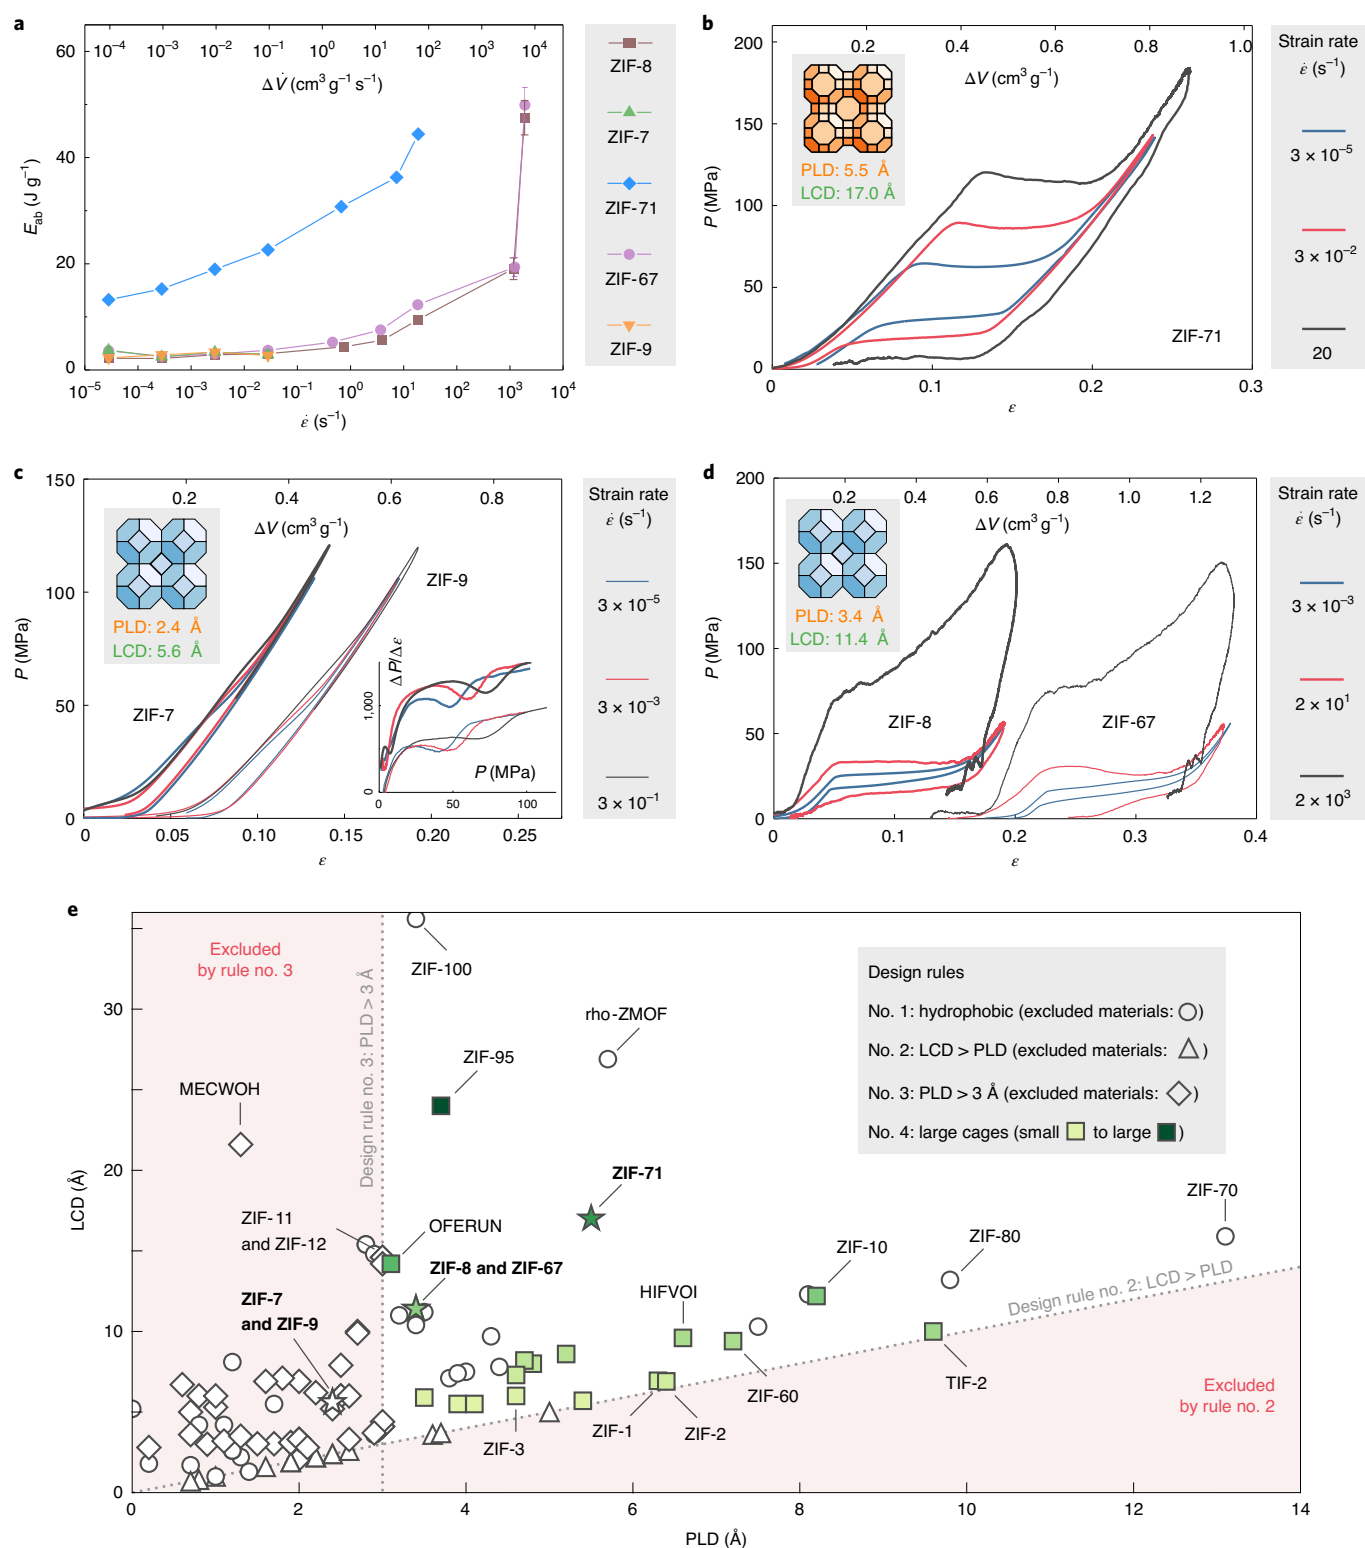 a
10⁻⁴ 10⁻³ 10⁻² 10⁻¹ 10⁰ 10¹ 10² 10⁴
ΔV̇ (cm³ g⁻¹ s⁻¹)
60
40
20
0
E_ab (J g⁻¹)
10⁻⁵ 10⁻⁴ 10⁻³ 10⁻² 10⁻¹ 10⁰ 10¹ 10² 10³ 10⁴
ε̇ (s⁻¹)
ZIF-8
ZIF-7
ZIF-71
ZIF-67
ZIF-9
b
0.2 0.4 0.6 0.8 1.0
ΔV (cm³ g⁻¹)
200
150
100
50
0
P (MPa)
PLD: 5.5 Å
LCD: 17.0 Å
ZIF-71
0 0.1 0.2 0.3
ε
Strain rate
ε̇ (s⁻¹)
3 × 10⁻⁵
3 × 10⁻²
20
c
0.2 0.4 0.6 0.8
ΔV (cm³ g⁻¹)
150
100
50
0
P (MPa)
PLD: 2.4 Å
LCD: 5.6 Å
ZIF-7
ZIF-9
ΔP/Δε
1,000
0
P (MPa)
0 50 100
0 0.05 0.10 0.15 0.20 0.25
ε
Strain rate
ε̇ (s⁻¹)
3 × 10⁻⁵
3 × 10⁻³
3 × 10⁻¹
d
0.2 0.4 0.6 0.8 1.0 1.2
ΔV (cm³ g⁻¹)
200
150
100
50
0
P (MPa)
PLD: 3.4 Å
LCD: 11.4 Å
ZIF-8
ZIF-67
0 0.1 0.2 0.3 0.4
ε
Strain rate
ε̇ (s⁻¹)
3 × 10⁻³
2 × 10¹
2 × 10³
e
Excluded
by rule no. 3
Design rule no. 3: PLD > 3 Å
ZIF-100
rho-ZMOF
ZIF-95
MECWOH
ZIF-71
ZIF-11
and ZIF-12
OFERUN
ZIF-8 and ZIF-67
ZIF-7
and ZIF-9
HIFVOI
ZIF-10
ZIF-80
ZIF-70
Design rule no. 2: LCD > PLD
ZIF-3
ZIF-1
ZIF-2
ZIF-60
TIF-2
Excluded
by rule no. 2
Design rules
No. 1: hydrophobic (excluded materials: )
No. 2: LCD > PLD (excluded materials: )
No. 3: PLD > 3 Å (excluded materials: )
No. 4: large cages (small to large )
30
20
10
0
LCD (Å)
0 2 4 6 8 10 12 14
PLD (Å)